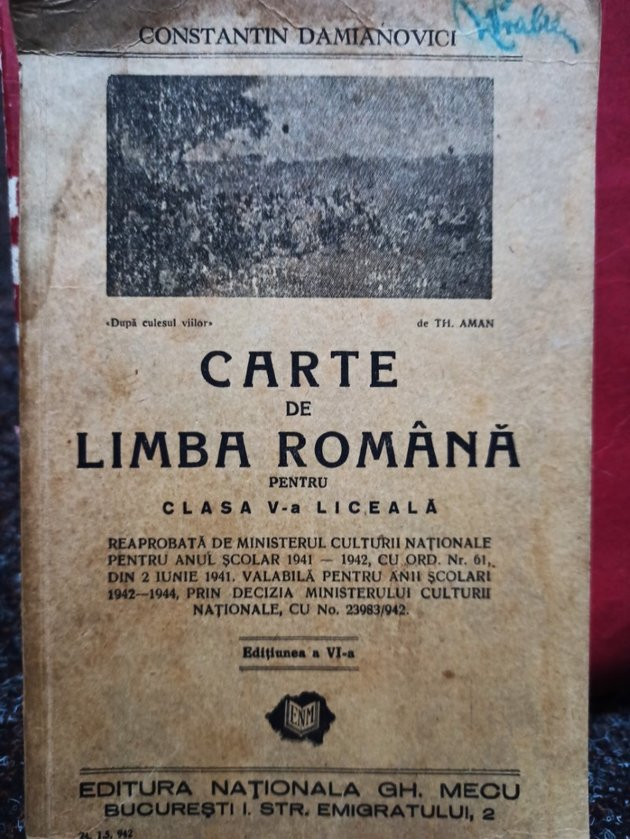 CONSTANTIN DAMIANOVICI
«După culesul viilor» de TH. AMAN
CARTE
DE
LIMBA ROMÂNĂ
PENTRU
CLASA V-a LICEALĂ
REAPROBATĂ DE MINISTERUL CULTURII NAȚIONALE
PENTRU ANUL ȘCOLAR 1941 — 1942, CU ORD. Nr. 61,
DIN 2 IUNIE 1941. VALABILĂ PENTRU ANII ȘCOLARI
1942—1944, PRIN DECIZIA MINISTERULUI CULTURII
NAȚIONALE, CU No. 23983/942.
Edițiunea a VI-a
ENM
EDITURA NAȚIONALA GH. MECU
BUCUREȘTI I. STR. EMIGRATULUI, 2